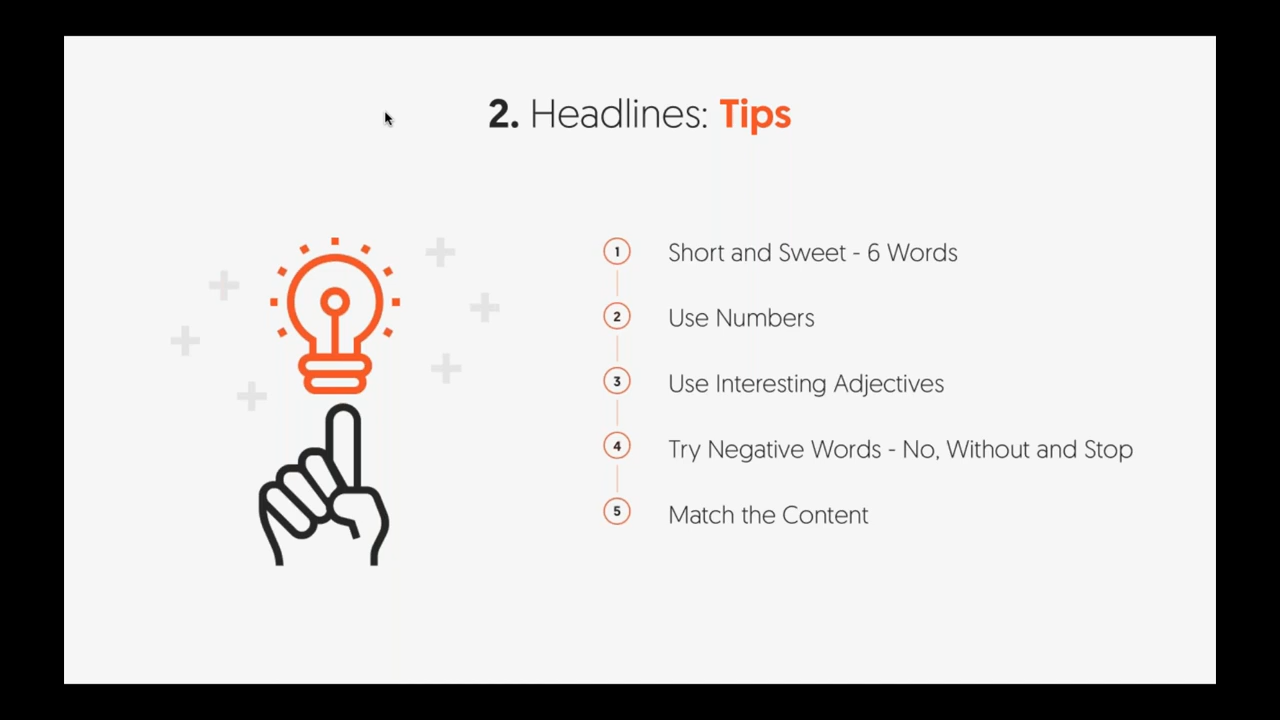 2. Headlines: Tips
1 Short and Sweet - 6 Words
2 Use Numbers
3 Use Interesting Adjectives
4 Try Negative Words - No, Without and Stop
5 Match the Content